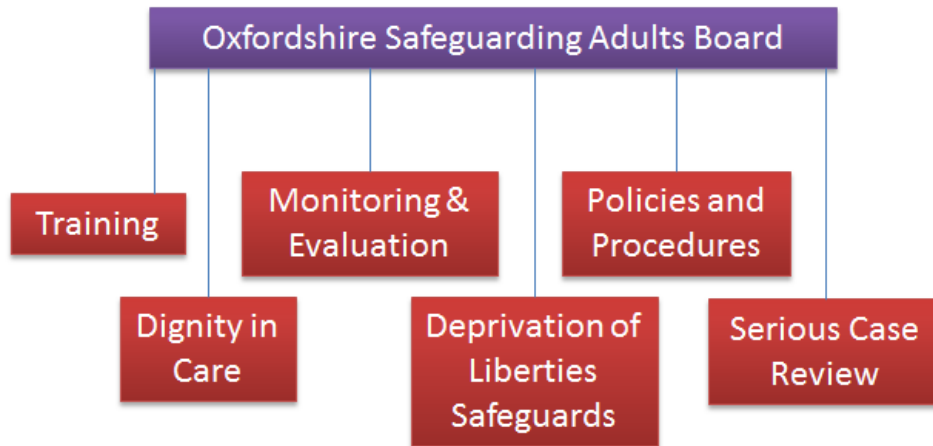 Oxfordshire Safeguarding Adults Board
Training
Monitoring &
Evaluation
Policies and
Procedures
Dignity in
Care
Deprivation of
Liberties
Safeguards
Serious Case
Review